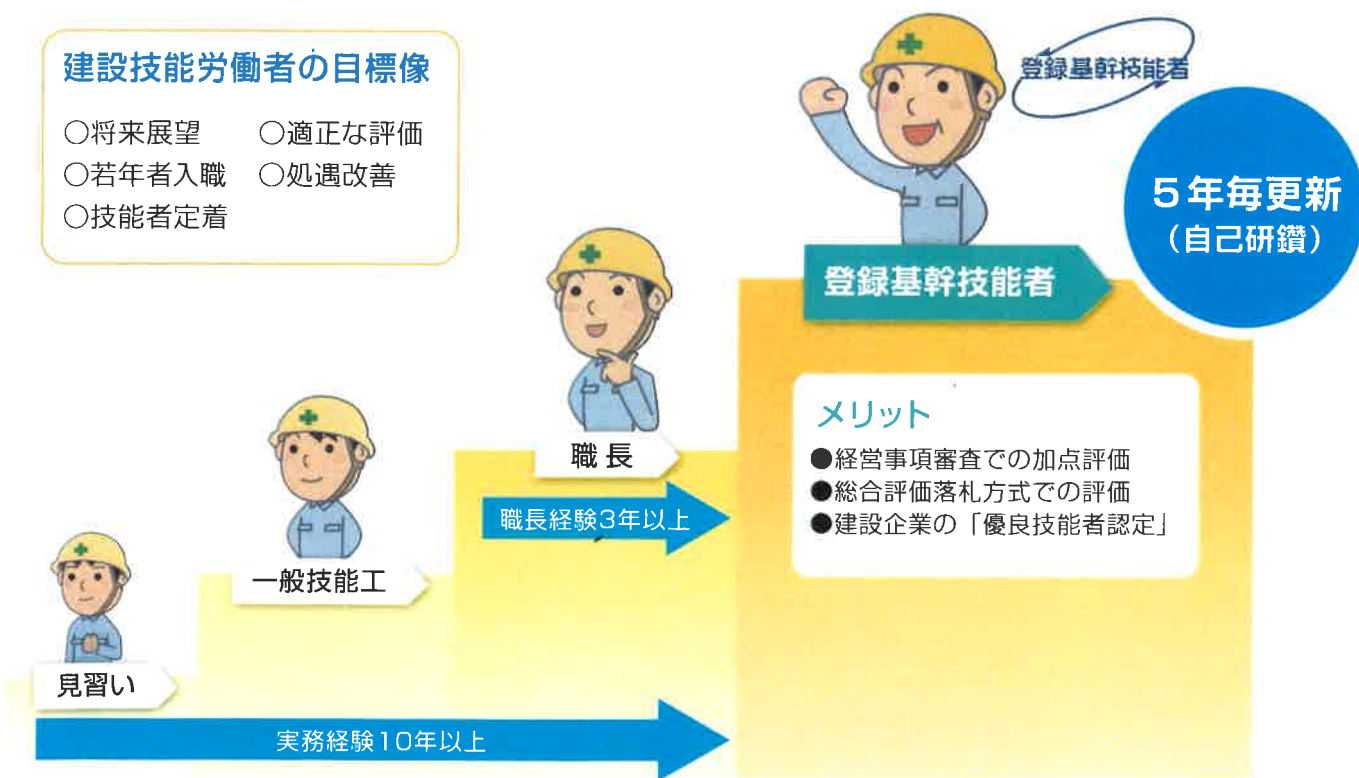 建設技能労働者の目標像
○将来展望 ○適正な評価
○若年者入職 ○処遇改善
○技能者定着
登録基幹技能者
5年毎更新
(自己研鑽)
登録基幹技能者
メリット
●経営事項審査での加点評価
●総合評価落札方式での評価
●建設企業の「優良技能者認定」
職長
職長経験3年以上
一般技能工
見習い
実務経験10年以上